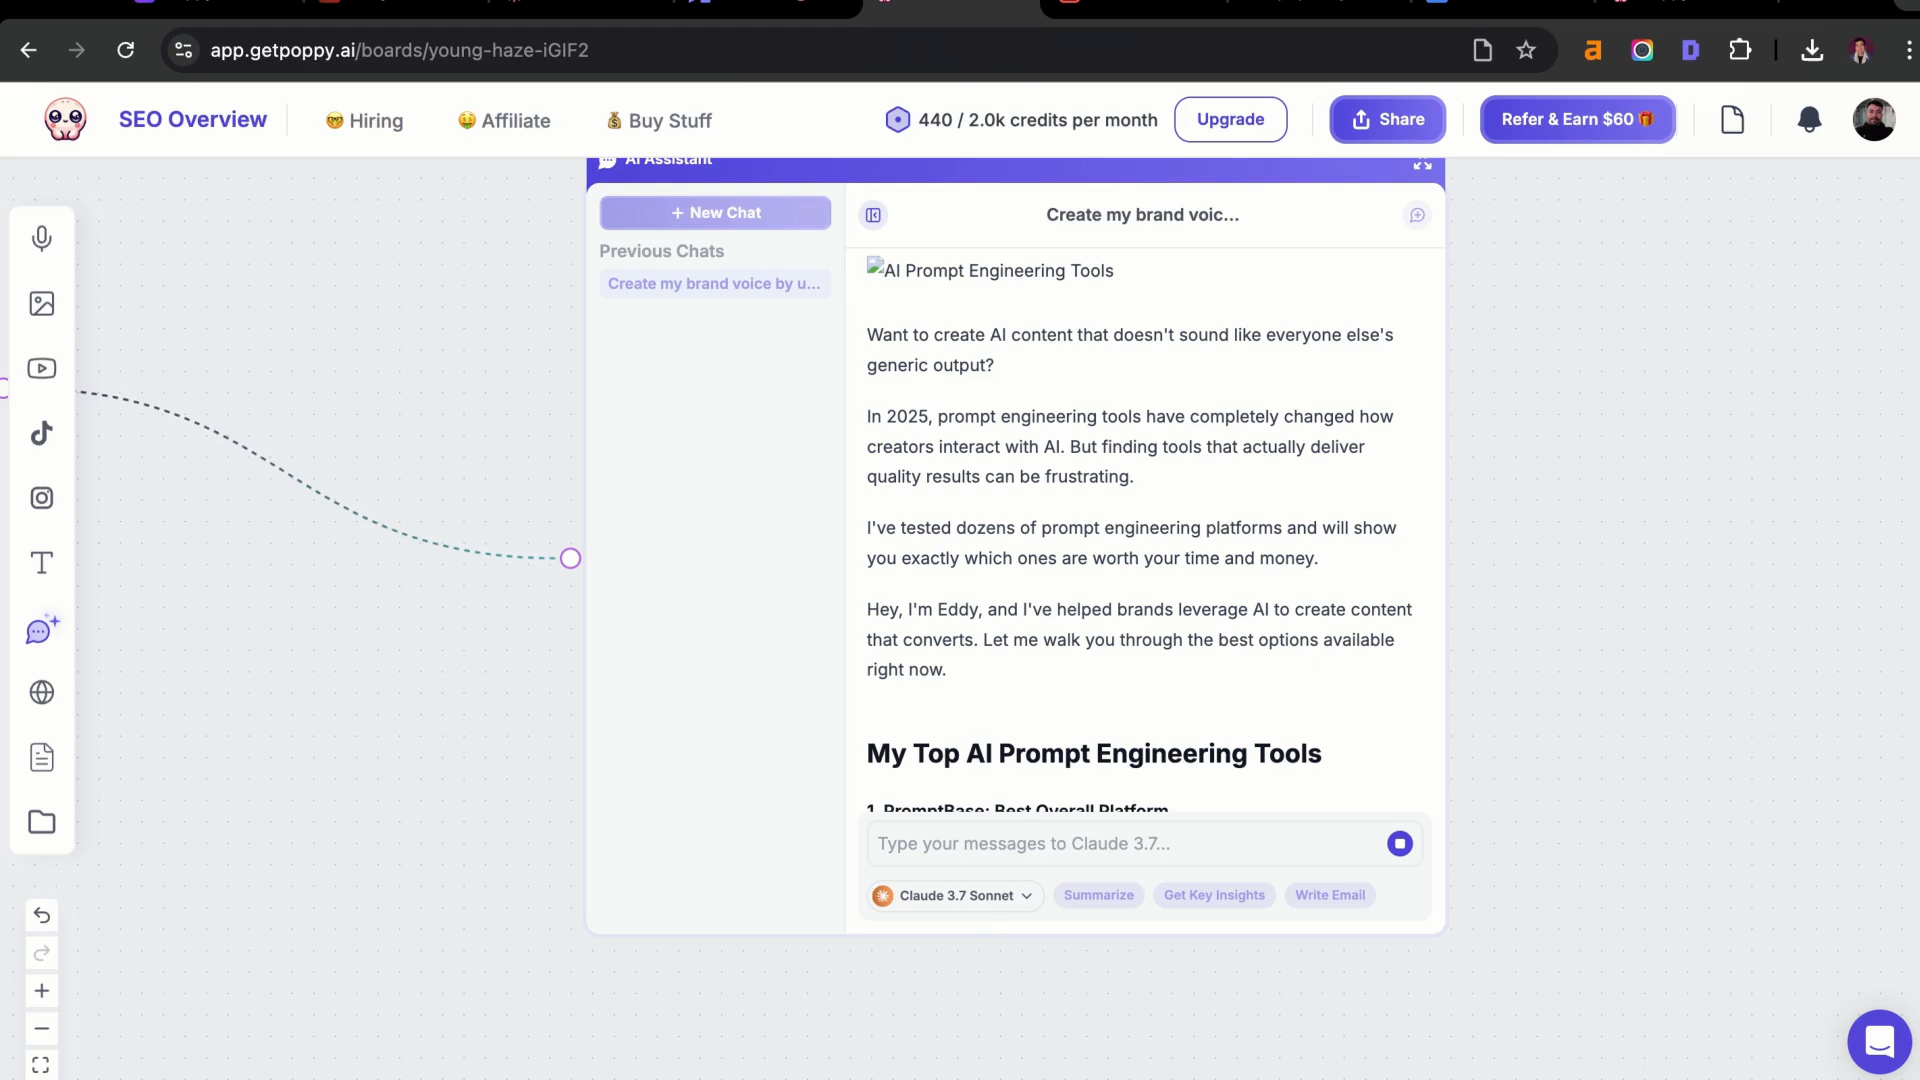 app.getpoppy.ai/boards/young-haze-iGIF2
SEO Overview
Hiring
Affiliate
Buy Stuff
440 / 2.0k credits per month
Upgrade
Share
Refer & Earn $60
AI Assistant
+ New Chat
Previous Chats
Create my brand voice by u...
Create my brand voic...
AI Prompt Engineering Tools
Want to create AI content that doesn't sound like everyone else's
generic output?
In 2025, prompt engineering tools have completely changed how
creators interact with AI. But finding tools that actually deliver
quality results can be frustrating.
I've tested dozens of prompt engineering platforms and will show
you exactly which ones are worth your time and money.
Hey, I'm Eddy, and I've helped brands leverage AI to create content
that converts. Let me walk you through the best options available
right now.
My Top AI Prompt Engineering Tools
1. PromptBase: Best Overall Platform
Type your messages to Claude 3.7...
Claude 3.7 Sonnet
Summarize
Get Key Insights
Write Email